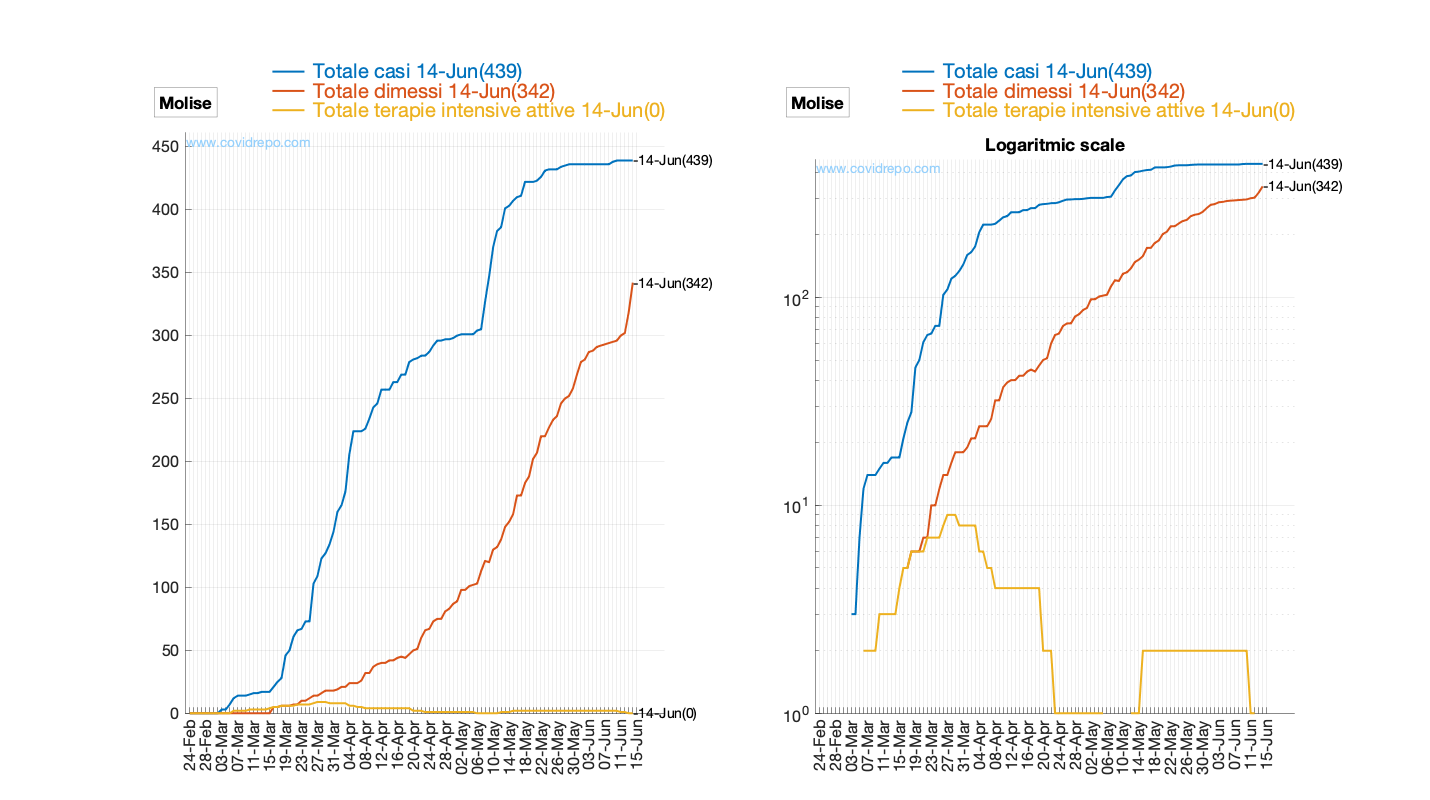 Totale casi 14-Jun(439)
Totale dimessi 14-Jun(342)
Totale terapie intensive attive 14-Jun(0)
Molise
www.covidrepo.com
450
400
350
300
250
200
150
100
50
0
-14-Jun(439)
-14-Jun(342)
-14-Jun(0)
24-Feb
28-Feb
03-Mar
07-Mar
11-Mar
15-Mar
19-Mar
23-Mar
27-Mar
31-Mar
04-Apr
08-Apr
12-Apr
16-Apr
20-Apr
24-Apr
28-Apr
02-May
06-May
10-May
14-May
18-May
22-May
26-May
30-May
03-Jun
07-Jun
11-Jun
15-Jun
Totale casi 14-Jun(439)
Totale dimessi 14-Jun(342)
Totale terapie intensive attive 14-Jun(0)
Molise
Logaritmic scale
www.covidrepo.com
10²
10¹
10⁰
-14-Jun(439)
-14-Jun(342)
24-Feb
28-Feb
03-Mar
07-Mar
11-Mar
15-Mar
19-Mar
23-Mar
27-Mar
31-Mar
04-Apr
08-Apr
12-Apr
16-Apr
20-Apr
24-Apr
28-Apr
02-May
06-May
10-May
14-May
18-May
22-May
26-May
30-May
03-Jun
07-Jun
11-Jun
15-Jun